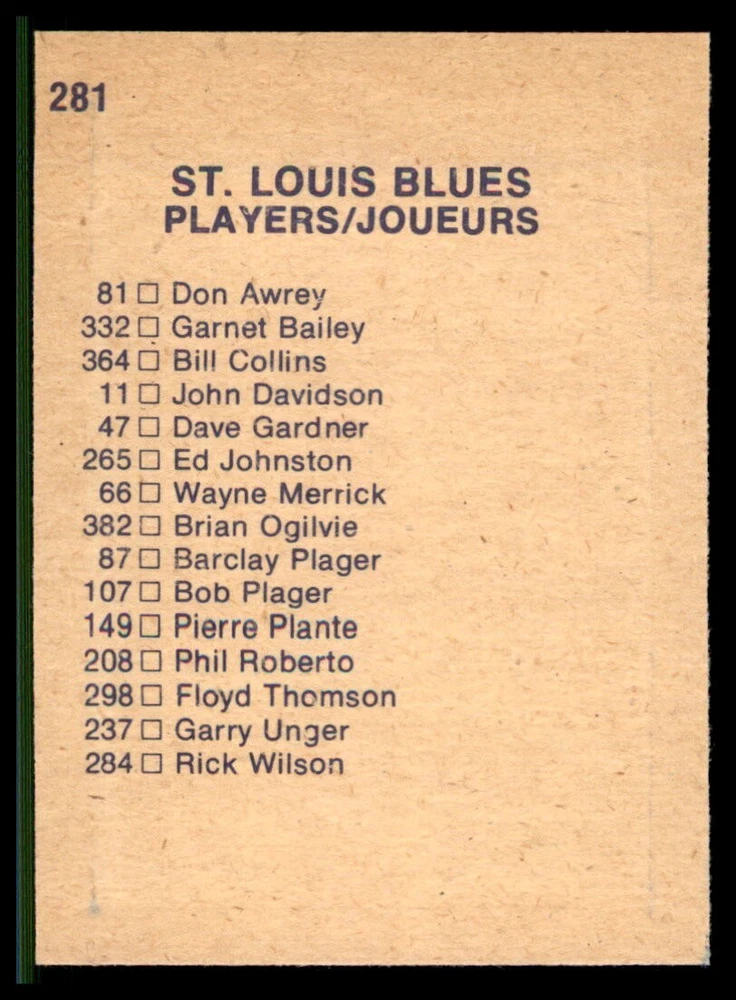 281
ST. LOUIS BLUES
PLAYERS/JOUEURS
81 □ Don Awrey
332 □ Garnet Bailey
364 □ Bill Collins
11 □ John Davidson
47 □ Dave Gardner
265 □ Ed Johnston
66 □ Wayne Merrick
382 □ Brian Ogilvie
87 □ Barclay Plager
107 □ Bob Plager
149 □ Pierre Plante
208 □ Phil Roberto
298 □ Floyd Thomson
237 □ Garry Unger
284 □ Rick Wilson